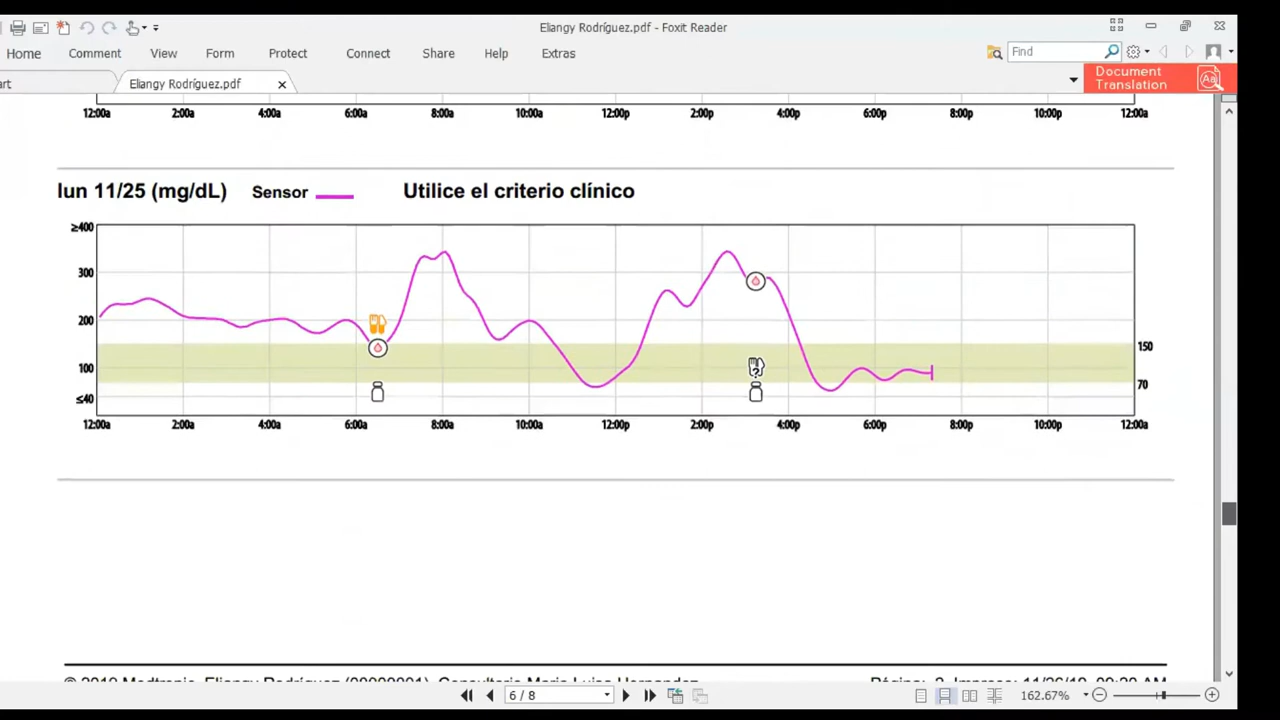 Eliangy Rodríguez.pdf - Foxit Reader
Home Comment View Form Protect Connect Share Help Extras
Find
art Eliangy Rodríguez.pdf
Document Translation
12:00a 2:00a 4:00a 6:00a 8:00a 10:00a 12:00p 2:00p 4:00p 6:00p 8:00p 10:00p 12:00a
lun 11/25 (mg/dL) Sensor Utilice el criterio clínico
≥400
300
200
150
100
70
≤40
?
12:00a 2:00a 4:00a 6:00a 8:00a 10:00a 12:00p 2:00p 4:00p 6:00p 8:00p 10:00p 12:00a
6 / 8 162.67%